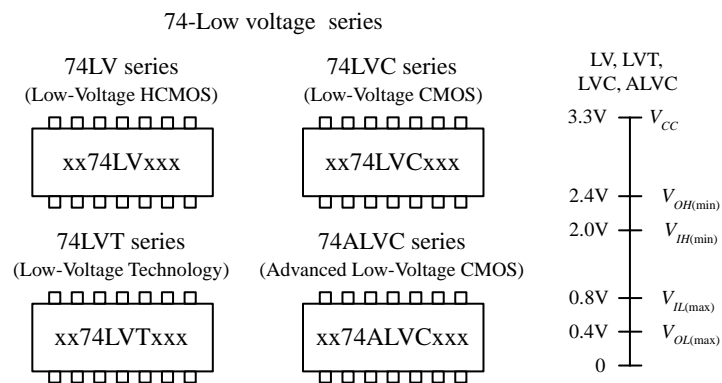 74-Low voltage series
74LV series
(Low-Voltage HCMOS)
xx74LVxxx
74LVC series
(Low-Voltage CMOS)
xx74LVCxxx
74LVT series
(Low-Voltage Technology)
xx74LVTxxx
74ALVC series
(Advanced Low-Voltage CMOS)
xx74ALVCxxx
LV, LVT,
LVC, ALVC
3.3V VCC
2.4V VOH(min)
2.0V VIH(min)
0.8V VIL(max)
0.4V VOL(max)
0